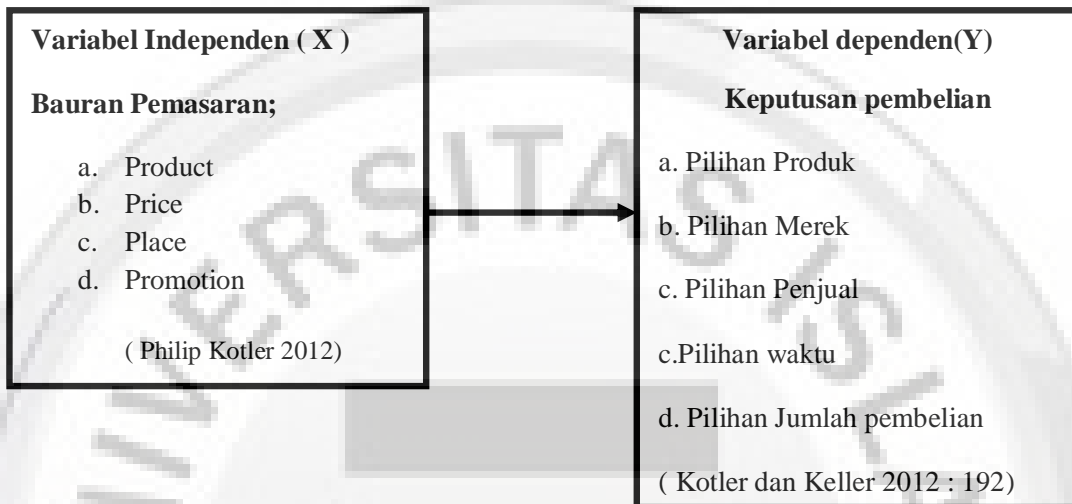 Variabel Independen ( X )
Bauran Pemasaran;
a. Product
b. Price
c. Place
d. Promotion
( Philip Kotler 2012)
Variabel dependen(Y)
Keputusan pembelian
a. Pilihan Produk
b. Pilihan Merek
c. Pilihan Penjual
c.Pilihan waktu
d. Pilihan Jumlah pembelian
( Kotler dan Keller 2012 : 192)